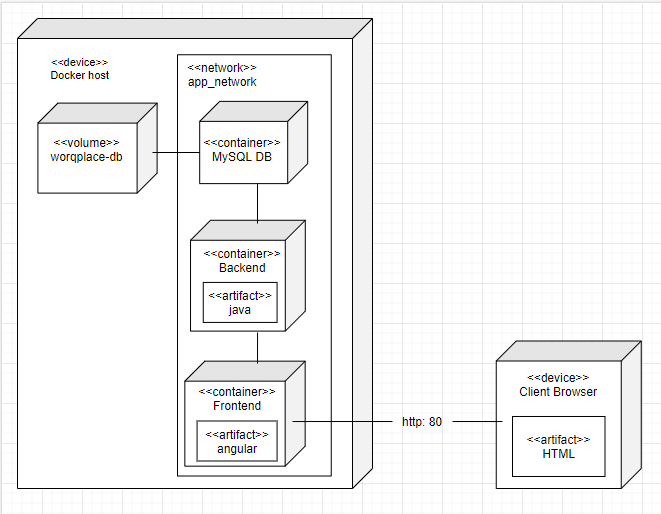 <<device>>
Docker host
<<network>>
app_network
<<volume>>
worqplace-db
<<container>>
MySQL DB
<<container>>
Backend
<<artifact>>
java
<<container>>
Frontend
<<artifact>>
angular
http: 80
<<device>>
Client Browser
<<artifact>>
HTML